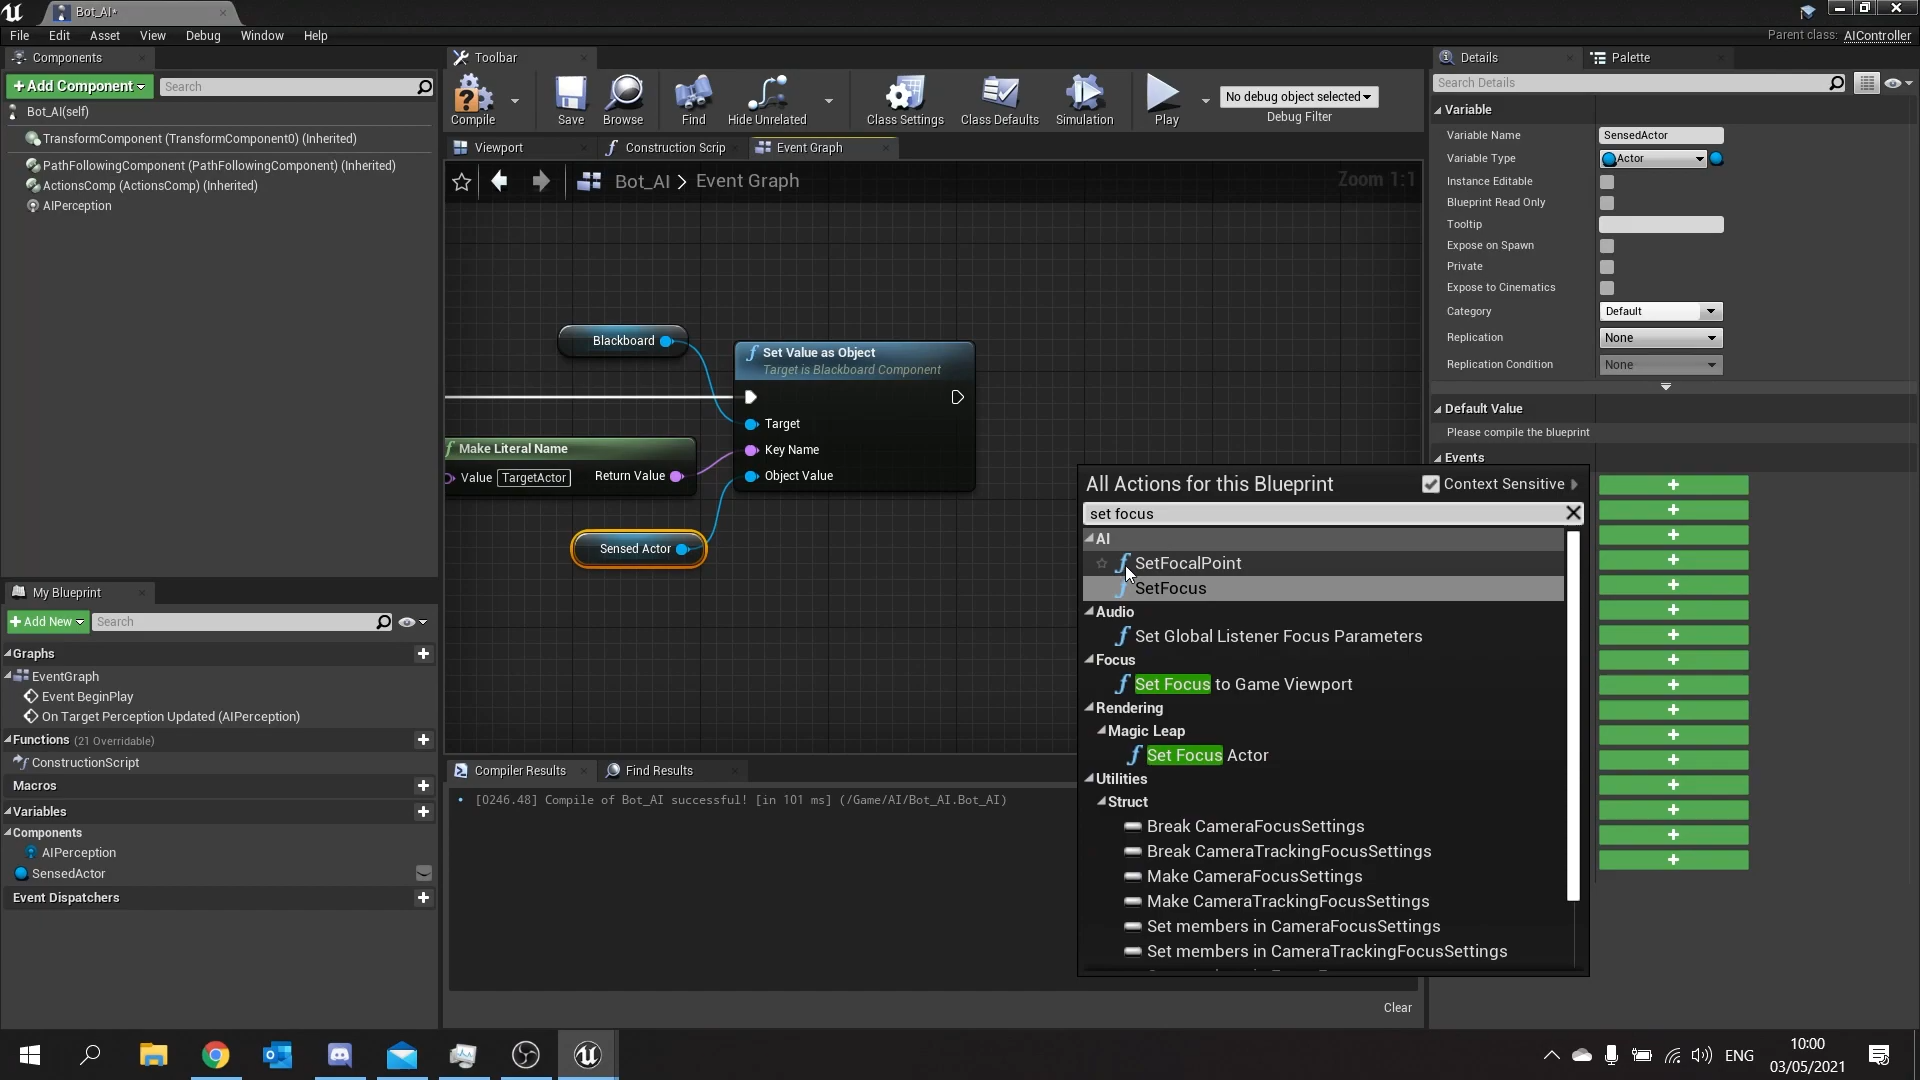 Bot_AI*
File Edit Asset View Debug Window Help
Parent class: AIController
Components
Toolbar
Details
Palette
+Add Component
Search
Search Details
Bot_AI(self)
TransformComponent (TransformComponent0) (Inherited)
PathFollowingComponent (PathFollowingComponent) (Inherited)
ActionsComp (ActionsComp) (Inherited)
AIPerception
Compile
Save
Browse
Find
Hide Unrelated
Class Settings
Class Defaults
Simulation
Play
No debug object selected
Debug Filter
Viewport
Construction Scrip
Event Graph
Bot_AI > Event Graph
Zoom 1:1
Blackboard
Set Value as Object
Target is Blackboard Component
Target
Key Name
Object Value
Make Literal Name
Value TargetActor Return Value
Sensed Actor
Variable
Variable Name SensedActor
Variable Type Actor
Instance Editable
Blueprint Read Only
Tooltip
Expose on Spawn
Private
Expose to Cinematics
Category Default
Replication None
Replication Condition None
Default Value
Please compile the blueprint
Events
All Actions for this Blueprint
Context Sensitive
set focus
AI
SetFocalPoint
SetFocus
Audio
Set Global Listener Focus Parameters
Focus
Set Focus to Game Viewport
Rendering
Magic Leap
Set Focus Actor
Utilities
Struct
Break CameraFocusSettings
Break CameraTrackingFocusSettings
Make CameraFocusSettings
Make CameraTrackingFocusSettings
Set members in CameraFocusSettings
Set members in CameraTrackingFocusSettings
My Blueprint
+Add New
Search
Graphs
EventGraph
Event BeginPlay
On Target Perception Updated (AIPerception)
Functions (21 Overridable)
ConstructionScript
Macros
Variables
Components
AIPerception
SensedActor
Event Dispatchers
Compiler Results
Find Results
[0246.48] Compile of Bot_AI successful! [in 101 ms] (/Game/AI/Bot_AI.Bot_AI)
Clear
ENG
10:00
03/05/2021